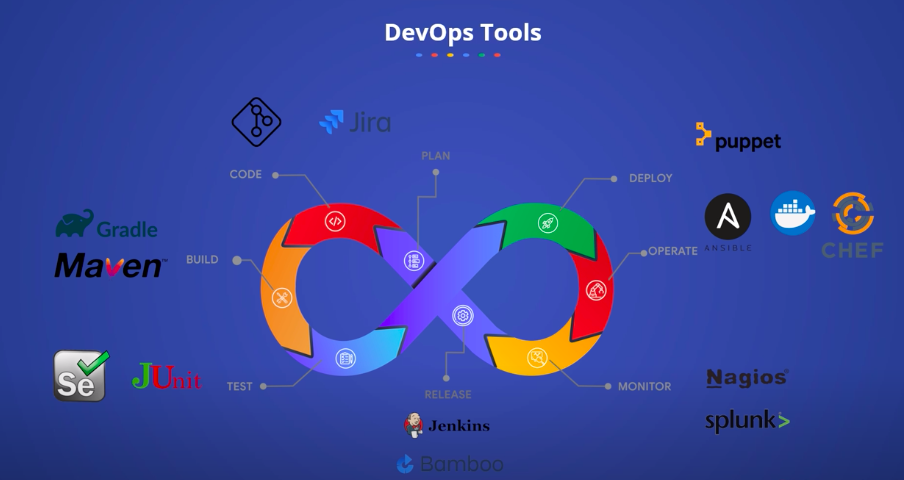 DevOps Tools
Jira
PLAN
puppet
CODE
DEPLOY
Gradle
ANSIBLE
CHEF
Maven™
BUILD
OPERATE
Se
JUnit
TEST
RELEASE
MONITOR
Nagios®
splunk>
Jenkins
Bamboo